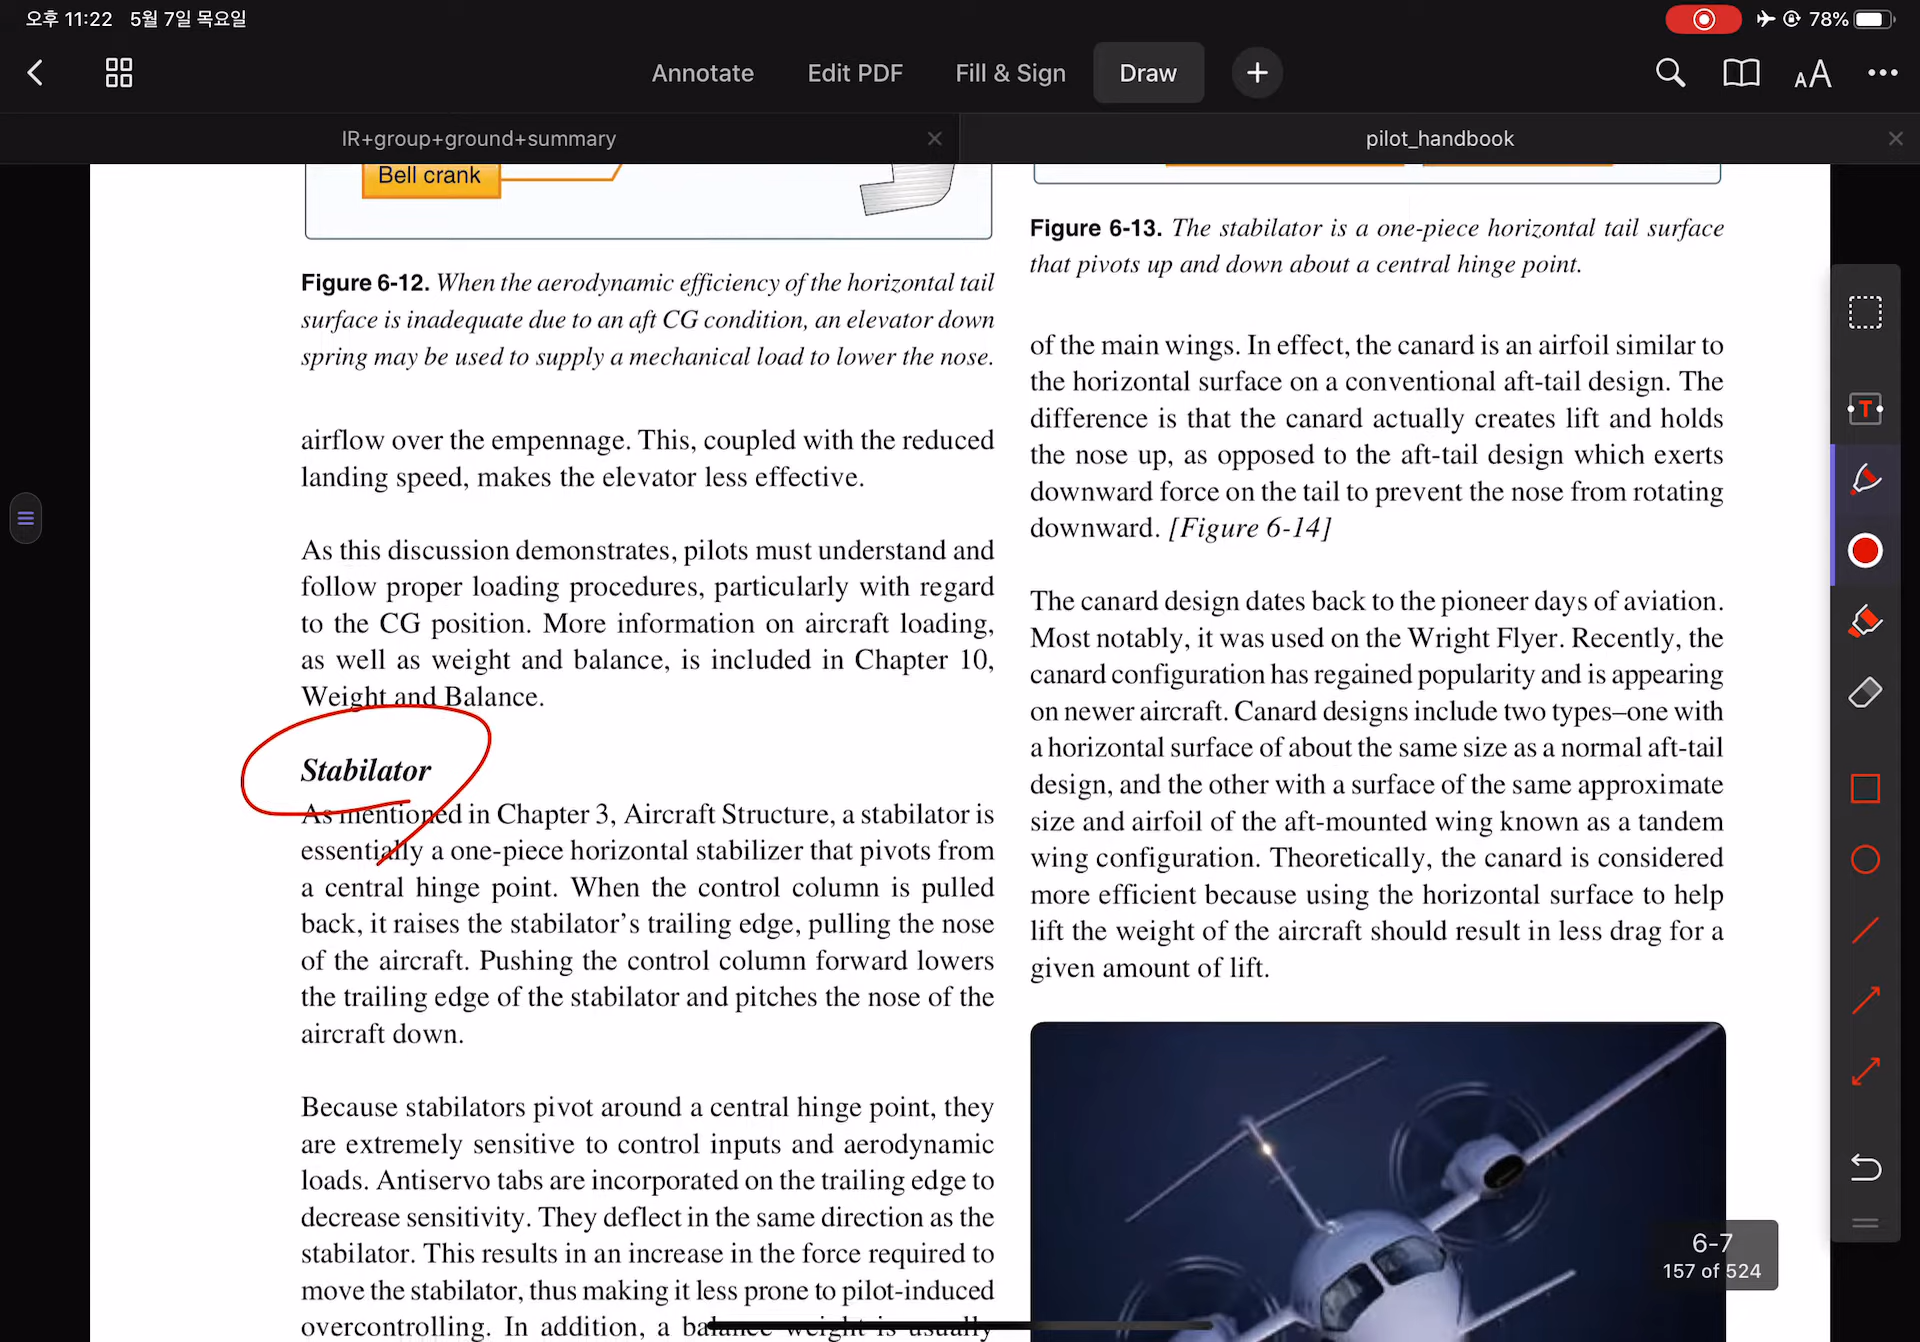 오후 11:22 5월 7일 목요일
78%
Annotate
Edit PDF
Fill & Sign
Draw
AA
IR+group+ground+summary
pilot_handbook
Bell crank
Figure 6-12. When the aerodynamic efficiency of the horizontal tail
surface is inadequate due to an aft CG condition, an elevator down
spring may be used to supply a mechanical load to lower the nose.
airflow over the empennage. This, coupled with the reduced
landing speed, makes the elevator less effective.
As this discussion demonstrates, pilots must understand and
follow proper loading procedures, particularly with regard
to the CG position. More information on aircraft loading,
as well as weight and balance, is included in Chapter 10,
Weight and Balance.
Stabilator
As mentioned in Chapter 3, Aircraft Structure, a stabilator is
essentially a one-piece horizontal stabilizer that pivots from
a central hinge point. When the control column is pulled
back, it raises the stabilator’s trailing edge, pulling the nose
of the aircraft. Pushing the control column forward lowers
the trailing edge of the stabilator and pitches the nose of the
aircraft down.
Because stabilators pivot around a central hinge point, they
are extremely sensitive to control inputs and aerodynamic
loads. Antiservo tabs are incorporated on the trailing edge to
decrease sensitivity. They deflect in the same direction as the
stabilator. This results in an increase in the force required to
move the stabilator, thus making it less prone to pilot-induced
overcontrolling. In addition, a balance weight is usually
Figure 6-13. The stabilator is a one-piece horizontal tail surface
that pivots up and down about a central hinge point.
of the main wings. In effect, the canard is an airfoil similar to
the horizontal surface on a conventional aft-tail design. The
difference is that the canard actually creates lift and holds
the nose up, as opposed to the aft-tail design which exerts
downward force on the tail to prevent the nose from rotating
downward. [Figure 6-14]
The canard design dates back to the pioneer days of aviation.
Most notably, it was used on the Wright Flyer. Recently, the
canard configuration has regained popularity and is appearing
on newer aircraft. Canard designs include two types–one with
a horizontal surface of about the same size as a normal aft-tail
design, and the other with a surface of the same approximate
size and airfoil of the aft-mounted wing known as a tandem
wing configuration. Theoretically, the canard is considered
more efficient because using the horizontal surface to help
lift the weight of the aircraft should result in less drag for a
given amount of lift.
T
6-7
157 of 524